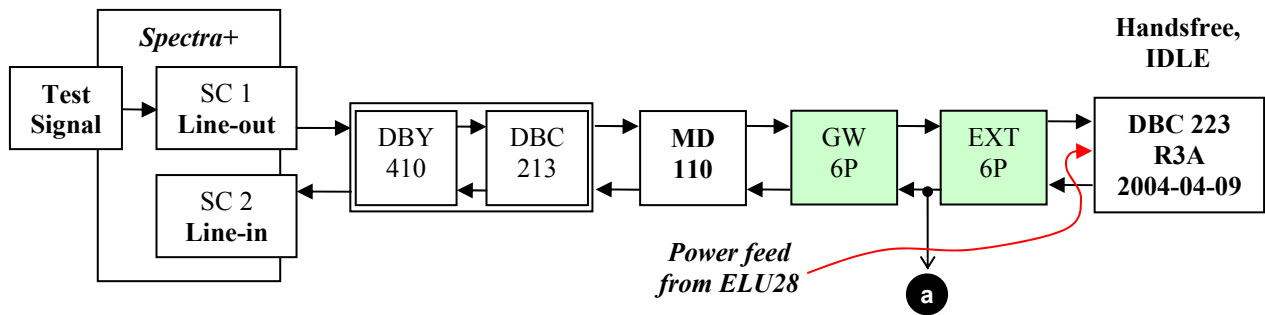 Spectra+
Handsfree,
IDLE
Test
Signal
SC 1
Line-out
DBY
410
DBC
213
MD
110
GW
6P
EXT
6P
DBC 223
R3A
2004-04-09
SC 2
Line-in
Power feed
from ELU28
a